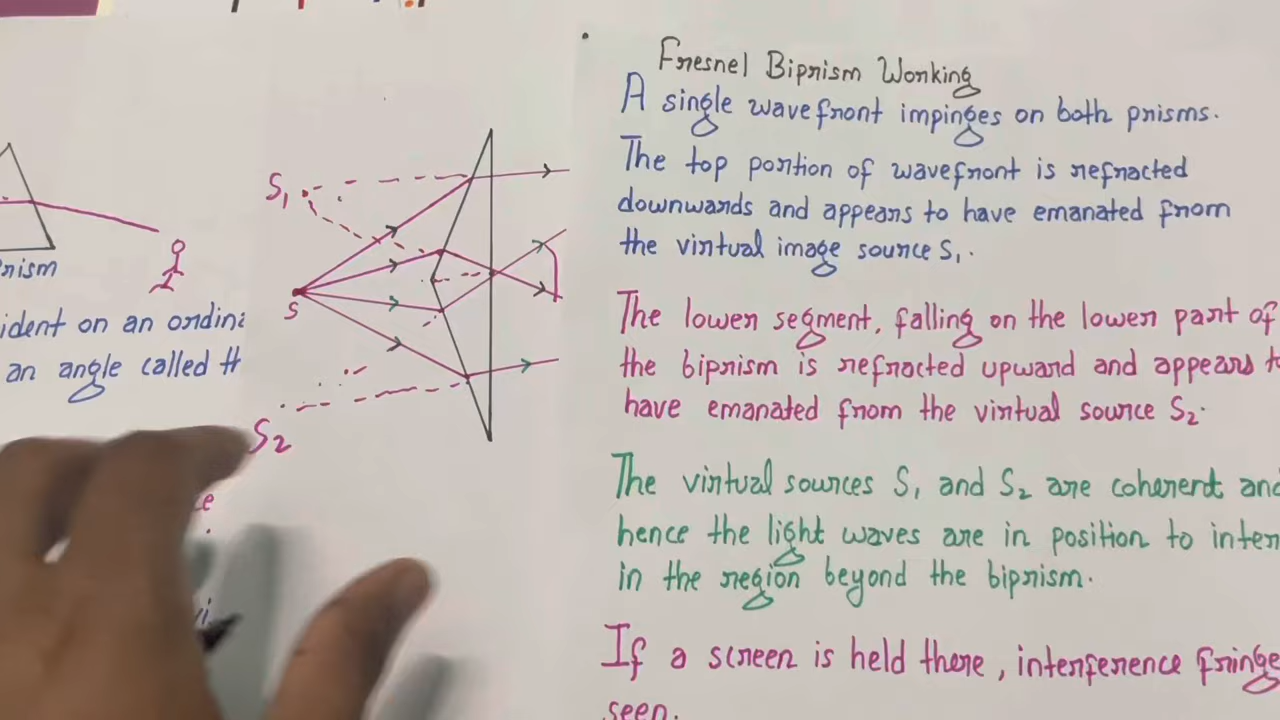 Fresnel Biprism Working
A single wavefront impinges on both prisms.
The top portion of wavefront is refracted
downwards and appears to have emanated from
the virtual image source S₁.
The lower segment, falling on the lower part of
the biprism is refracted upward and appears t
have emanated from the virtual source S₂.
The virtual sources S₁ and S₂ are coherent and
hence the light waves are in position to inter
in the region beyond the biprism.
If a screen is held there, interference fringe
seen.
S₁
S
S₂
rism
ident on an ordina
an angle called th